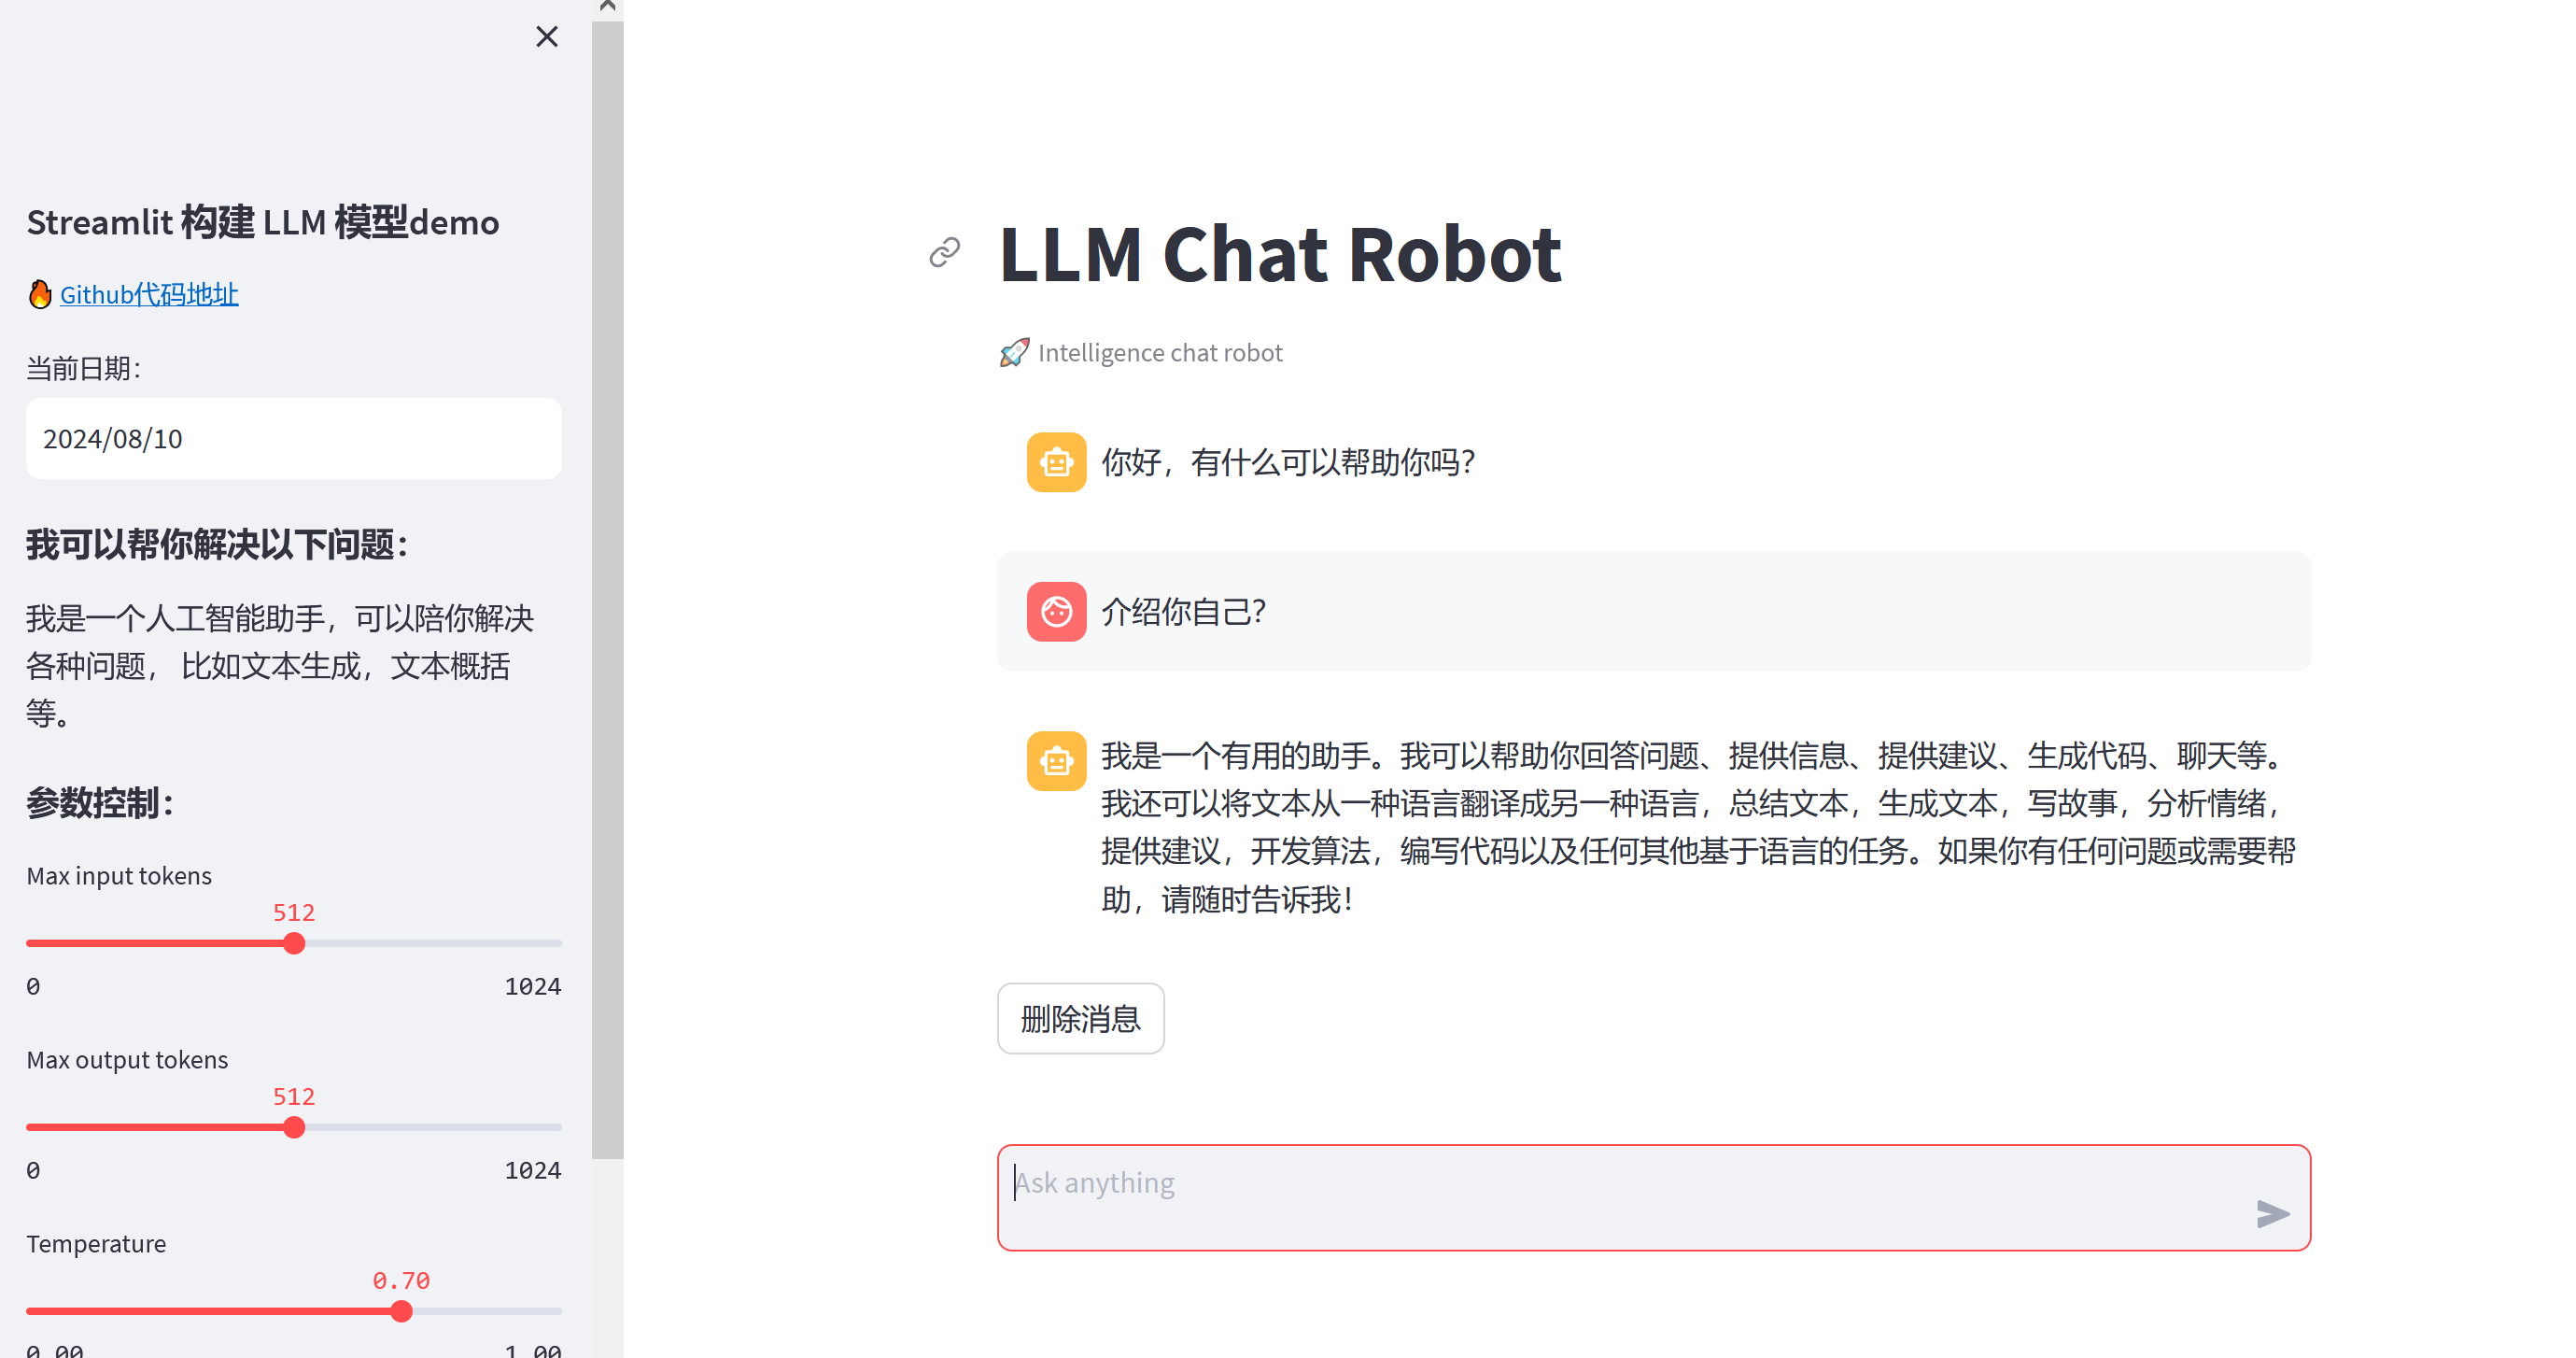 Streamlit 构建 LLM 模型demo
🔥 Github代码地址
当前日期：
2024/08/10
我可以帮你解决以下问题：
我是一个人工智能助手，可以陪你解决
各种问题， 比如文本生成，文本概括
等。
参数控制：
Max input tokens
512
0 1024
Max output tokens
512
0 1024
Temperature
0.70
0.00 1.00
LLM Chat Robot
🚀 Intelligence chat robot
你好，有什么可以帮助你吗？
介绍你自己？
我是一个有用的助手。我可以帮助你回答问题、提供信息、提供建议、生成代码、聊天等。
我还可以将文本从一种语言翻译成另一种语言，总结文本，生成文本，写故事，分析情绪，
提供建议，开发算法，编写代码以及任何其他基于语言的任务。如果你有任何问题或需要帮
助，请随时告诉我！
删除消息
Ask anything